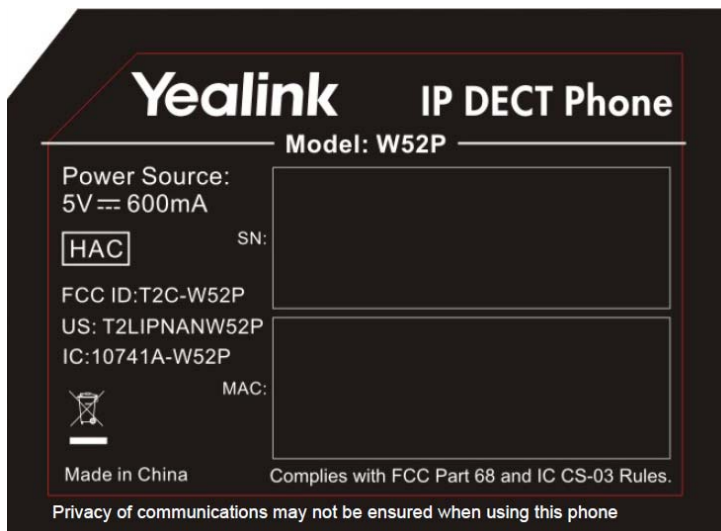 Yealink IP DECT Phone
Model: W52P
Power Source:
5V⎓600mA
HAC
SN:
FCC ID:T2C-W52P
US: T2LIPNANW52P
IC:10741A-W52P
MAC:
Made in China
Complies with FCC Part 68 and IC CS-03 Rules.
Privacy of communications may not be ensured when using this phone